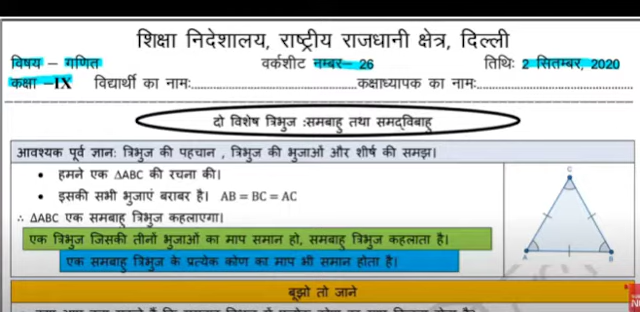 शिक्षा निदेशालय, राष्ट्रीय राजधानी क्षेत्र, दिल्ली
विषय – गणित वर्कशीट नम्बर– 26 तिथि: 2 सितम्बर, 2020
कक्षा –IX विद्यार्थी का नाम: कक्षाध्यापक का नाम:
दो विशेष त्रिभुज :समबाहु तथा समद्विबाहु
आवश्यक पूर्व ज्ञान: त्रिभुज की पहचान , त्रिभुज की भुजाओं और शीर्ष की समझ।
• हमने एक ΔABC की रचना की।
• इसकी सभी भुजाएं बराबर है। AB = BC = AC
∴ ΔABC एक समबाहु त्रिभुज कहलाएगा।
एक त्रिभुज जिसकी तीनों भुजाओं का माप समान हो, समबाहु त्रिभुज कहलाता है।
एक समबाहु त्रिभुज के प्रत्येक कोण का माप भी समान होता है।
C
A B
बूझो तो जाने